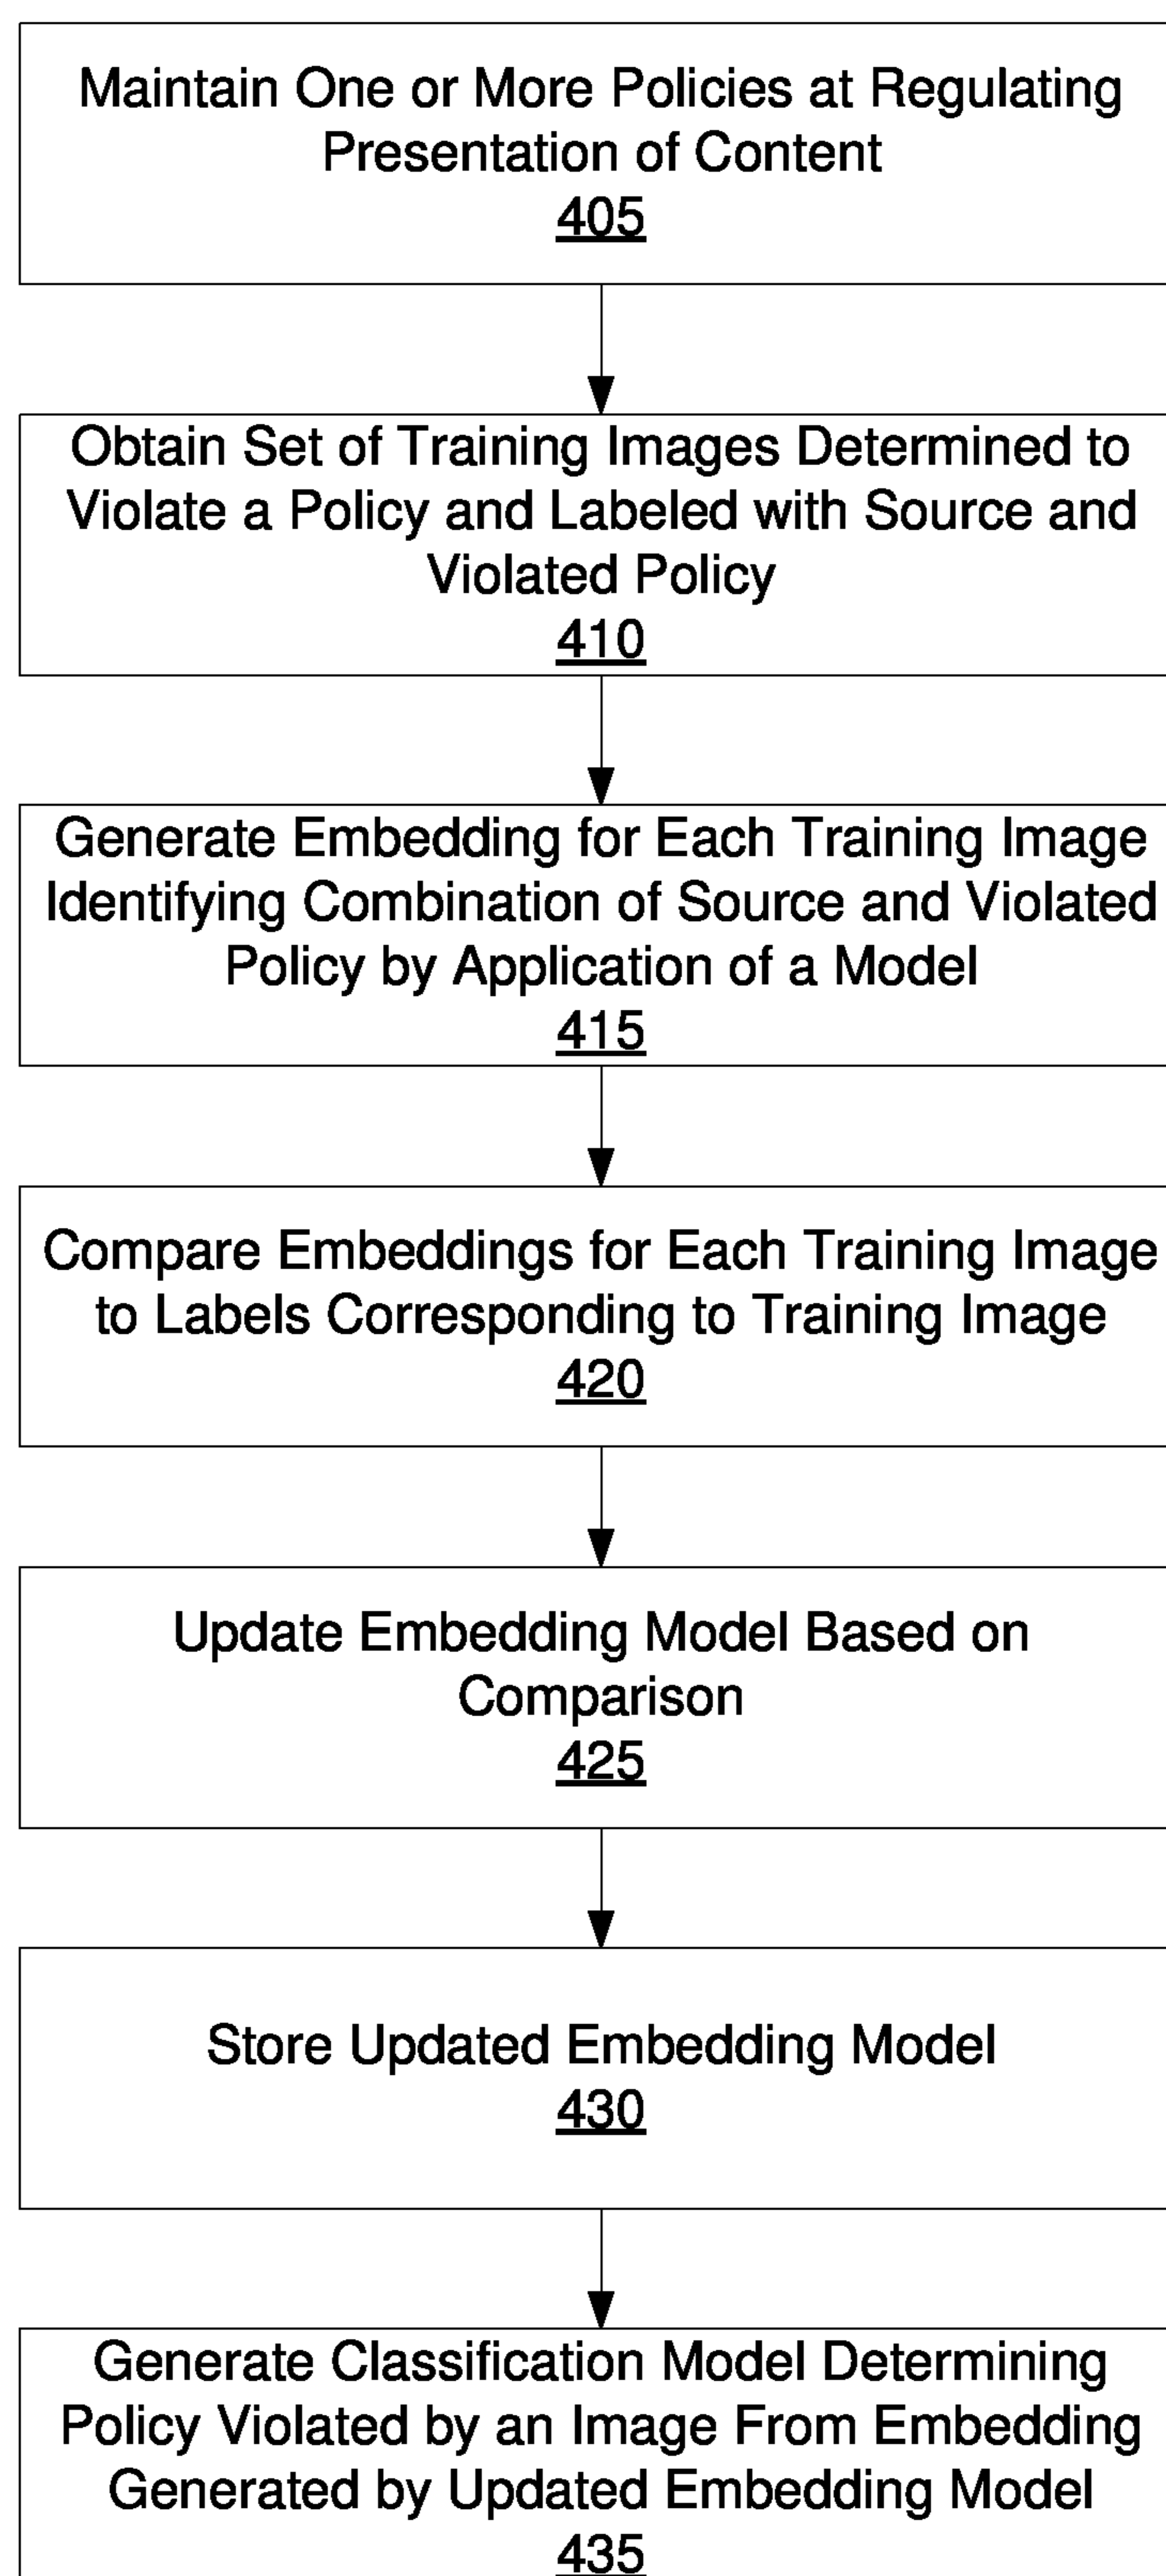 Maintain One or More Policies at Regulating
Presentation of Content
405
Obtain Set of Training Images Determined to
Violate a Policy and Labeled with Source and
Violated Policy
410
Generate Embedding for Each Training Image
Identifying Combination of Source and Violated
Policy by Application of a Model
415
Compare Embeddings for Each Training Image
to Labels Corresponding to Training Image
420
Update Embedding Model Based on
Comparison
425
Store Updated Embedding Model
430
Generate Classification Model Determining
Policy Violated by an Image From Embedding
Generated by Updated Embedding Model
435